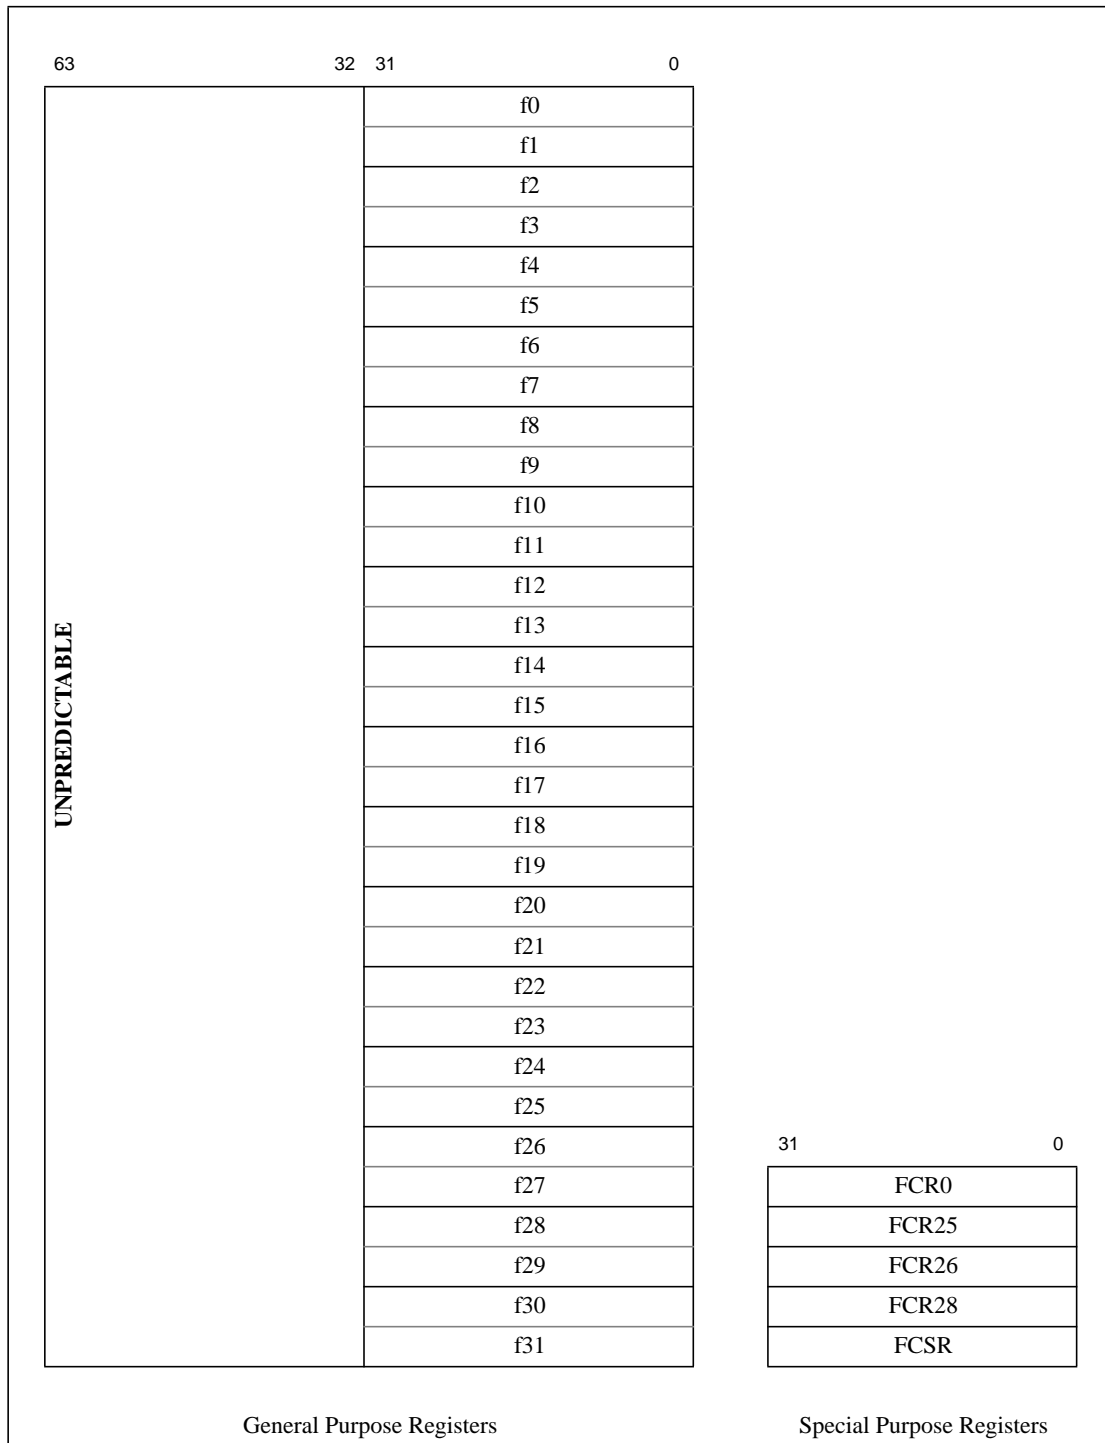 63 32 31 0
f0
f1
f2
f3
f4
f5
f6
f7
f8
f9
f10
f11
f12
f13
UNPREDICTABLE
f14
f15
f16
f17
f18
f19
f20
f21
f22
f23
f24
f25
f26
f27
f28
f29
f30
f31
31 0
FCR0
FCR25
FCR26
FCR28
FCSR
General Purpose Registers
Special Purpose Registers